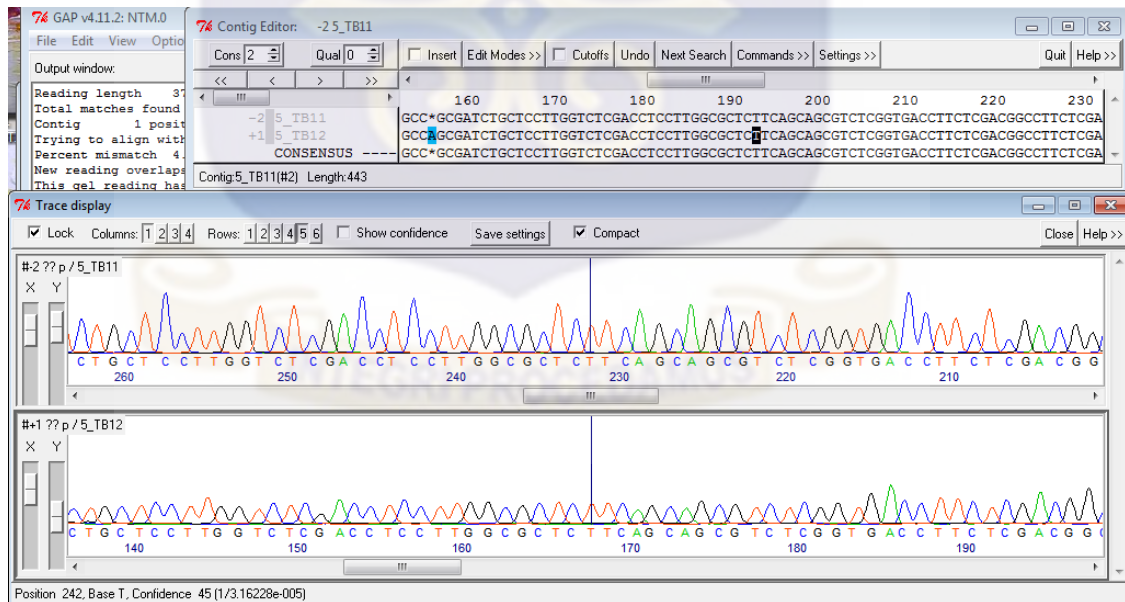 GAP v4.11.2: NTM.0
File Edit View Optio
Output window:
Reading length 37
Total matches found
Contig 1 posit
Trying to align with
Percent mismatch 4.
New reading overlaps
This gel reading has
Contig Editor: -2 5_TB11
Cons 2 Qual 0 Insert Edit Modes >> Cutoffs Undo Next Search Commands >> Settings >> Quit Help >>
<< < > >>
160 170 180 190 200 210 220 230
-2 5_TB11 GCC*GCGATCTGCTCCTTGGTCTCGACCTCCTTGGCGCTCTTCAGCAGCGTCTCGGTGACCTTCTCGACGGCCTTCTCGA
+1 5_TB12 GCCAGCGATCTGCTCCTTGGTCTCGACCTCCTTGGCGCTCTTCAGCAGCGTCTCGGTGACCTTCTCGACGGCCTTCTCGA
CONSENSUS ---- GCC*GCGATCTGCTCCTTGGTCTCGACCTCCTTGGCGCTCTTCAGCAGCGTCTCGGTGACCTTCTCGACGGCCTTCTCGA
Contig:5_TB11(#2) Length:443
Trace display
Lock Columns: 1 2 3 4 Rows: 1 2 3 4 5 6 Show confidence Save settings Compact Close Help >>
#-2 ?? p / 5_TB11
X Y
C T G C T C C T T G G T C T C G A C C T C C T T G G C G C T C T T C A G C A G C G T C T C G G T G A C C T T C T C G A C G G
260 250 240 230 220 210
#+1 ?? p / 5_TB12
X Y
C T G C T C C T T G G T C T C G A C C T C C T T G G C G C T C T T C A G C A G C G T C T C G G T G A C C T T C T C G A C G G
140 150 160 170 180 190
Position 242, Base T, Confidence 45 (1/3.16228e-005)